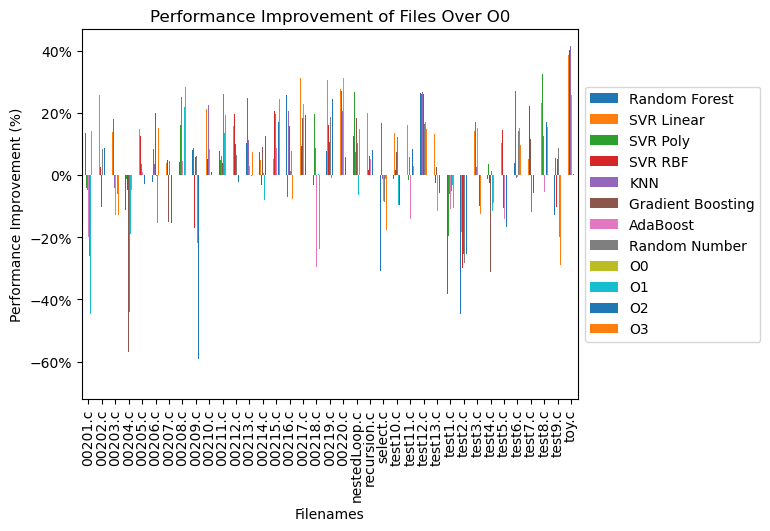 Performance Improvement of Files Over O0
Performance Improvement (%)
40%
20%
0%
−20%
−40%
−60%
00201.c
00202.c
00203.c
00204.c
00205.c
00206.c
00207.c
00208.c
00209.c
00210.c
00211.c
00212.c
00213.c
00214.c
00215.c
00216.c
00217.c
00218.c
00219.c
00220.c
nestedLoop.c
recursion.c
select.c
test10.c
test11.c
test12.c
test13.c
test1.c
test2.c
test3.c
test4.c
test5.c
test6.c
test7.c
test8.c
test9.c
toy.c
Filenames
Random Forest
SVR Linear
SVR Poly
SVR RBF
KNN
Gradient Boosting
AdaBoost
Random Number
O0
O1
O2
O3